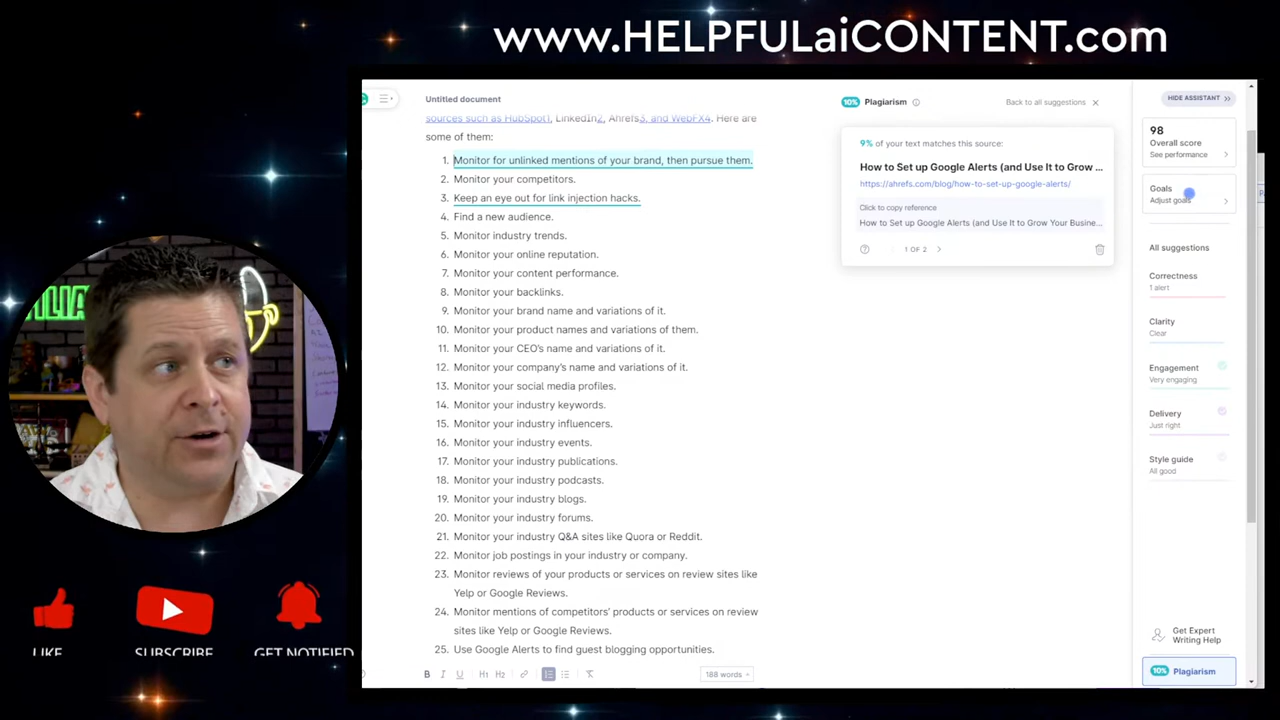 www.HELPFULaiCONTENT.com
Untitled document
sources such as HubSpot1, LinkedIn2, Ahrefs3, and WebFX4. Here are
some of them:
1. Monitor for unlinked mentions of your brand, then pursue them.
2. Monitor your competitors.
3. Keep an eye out for link injection hacks.
4. Find a new audience.
5. Monitor industry trends.
6. Monitor your online reputation.
7. Monitor your content performance.
8. Monitor your backlinks.
9. Monitor your brand name and variations of it.
10. Monitor your product names and variations of them.
11. Monitor your CEO's name and variations of it.
12. Monitor your company's name and variations of it.
13. Monitor your social media profiles.
14. Monitor your industry keywords.
15. Monitor your industry influencers.
16. Monitor your industry events.
17. Monitor your industry publications.
18. Monitor your industry podcasts.
19. Monitor your industry blogs.
20. Monitor your industry forums.
21. Monitor your industry Q&A sites like Quora or Reddit.
22. Monitor job postings in your industry or company.
23. Monitor reviews of your products or services on review sites like
Yelp or Google Reviews.
24. Monitor mentions of competitors' products or services on review
sites like Yelp or Google Reviews.
25. Use Google Alerts to find guest blogging opportunities.
B I U H1 H2
188 words
10% Plagiarism
Back to all suggestions
9% of your text matches this source:
How to Set up Google Alerts (and Use It to Grow ...
https://ahrefs.com/blog/how-to-set-up-google-alerts/
Click to copy reference
How to Set up Google Alerts (and Use It to Grow Your Busine...
1 OF 2
HIDE ASSISTANT
98
Overall score
See performance
Goals
Adjust goals
All suggestions
Correctness
1 alert
Clarity
Clear
Engagement
Very engaging
Delivery
Just right
Style guide
All good
Get Expert
Writing Help
10% Plagiarism
LIKE
SUBSCRIBE
GET NOTIFIED